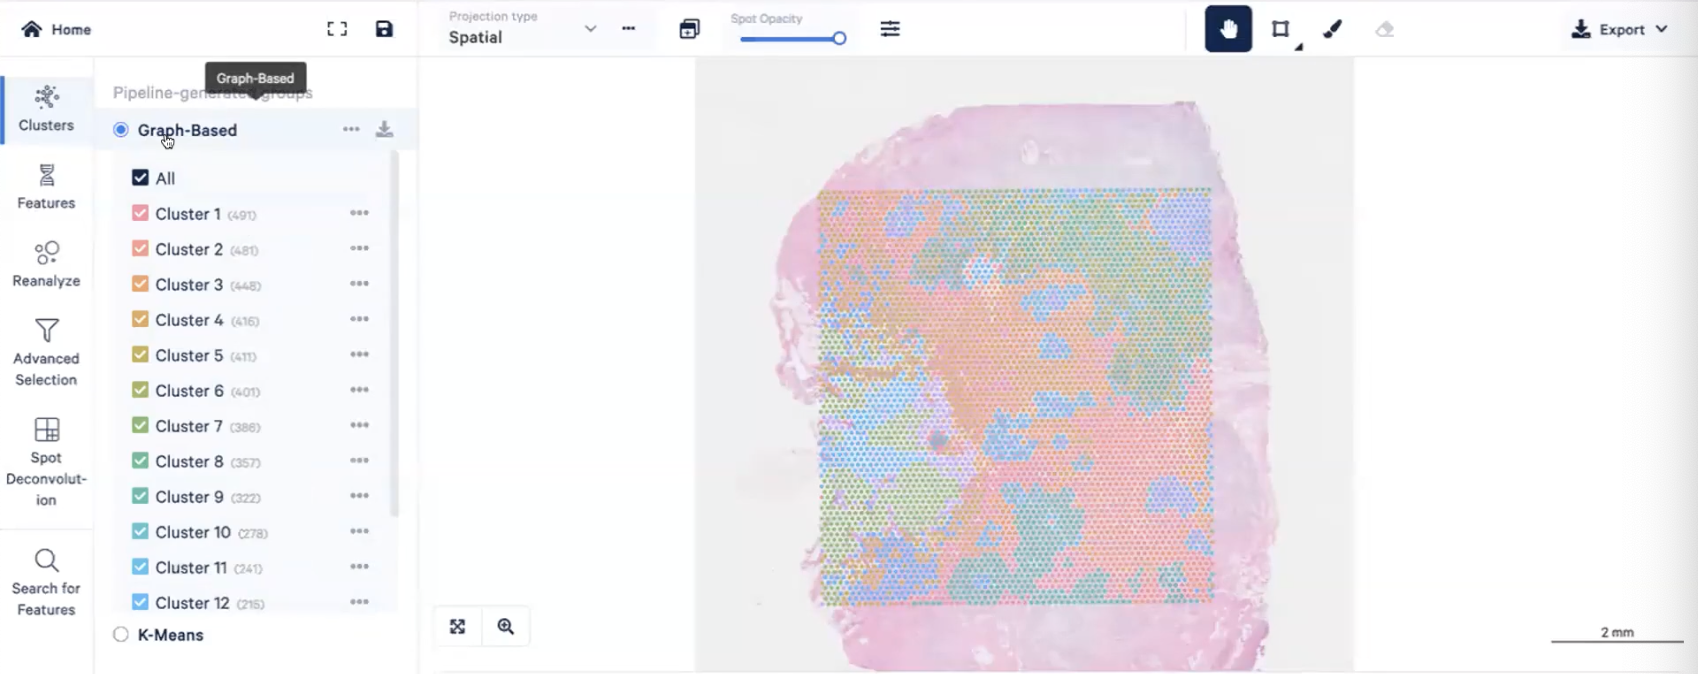 Home
Projection type
Spatial
Spot Opacity
Export
Graph-Based
Pipeline-generated groups
Clusters
Graph-Based
All
Features
Cluster 1 (491)
Cluster 2 (481)
Reanalyze
Cluster 3 (448)
Cluster 4 (416)
Advanced
Selection
Cluster 5 (411)
Cluster 6 (401)
Cluster 7 (386)
Spot
Deconvolut-
ion
Cluster 8 (357)
Cluster 9 (322)
Cluster 10 (278)
Search for
Features
Cluster 11 (241)
Cluster 12 (215)
K-Means
2 mm